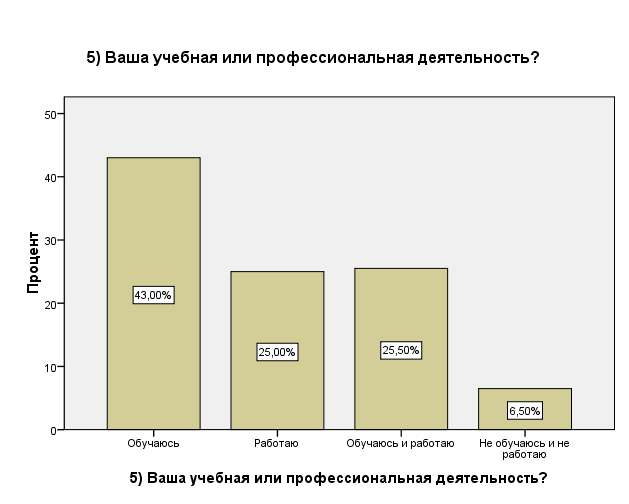 5) Ваша учебная или профессиональная деятельность?
Процент
50
40
30
20
10
0
43,00%
25,00%
25,50%
6,50%
Обучаюсь
Работаю
Обучаюсь и работаю
Не обучаюсь и не
работаю
5) Ваша учебная или профессиональная деятельность?